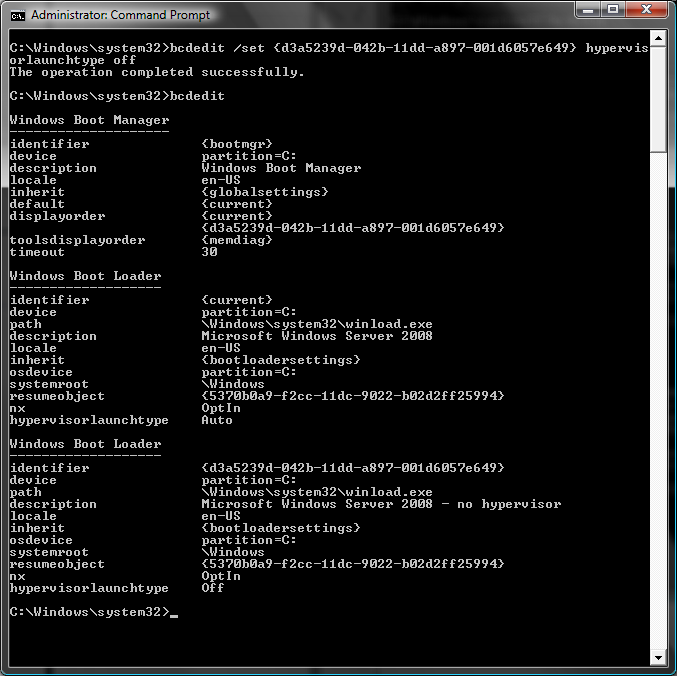 Administrator: Command Prompt
C:\Windows\system32>bcdedit /set {d3a5239d-042b-11dd-a897-001d6057e649} hypervis
orlaunchtype off
The operation completed successfully.
C:\Windows\system32>bcdedit
Windows Boot Manager
--------------------
identifier              {bootmgr}
device                  partition=C:
description             Windows Boot Manager
locale                  en-US
inherit                 {globalsettings}
default                 {current}
displayorder            {current}
                        {d3a5239d-042b-11dd-a897-001d6057e649}
toolsdisplayorder       {memdiag}
timeout                 30
Windows Boot Loader
-------------------
identifier              {current}
device                  partition=C:
path                    \Windows\system32\winload.exe
description             Microsoft Windows Server 2008
locale                  en-US
inherit                 {bootloadersettings}
osdevice                partition=C:
systemroot              \Windows
resumeobject            {5370b0a9-f2cc-11dc-9022-b02d2ff25994}
nx                      OptIn
hypervisorlaunchtype    Auto
Windows Boot Loader
-------------------
identifier              {d3a5239d-042b-11dd-a897-001d6057e649}
device                  partition=C:
path                    \Windows\system32\winload.exe
description             Microsoft Windows Server 2008 - no hypervisor
locale                  en-US
inherit                 {bootloadersettings}
osdevice                partition=C:
systemroot              \Windows
resumeobject            {5370b0a9-f2cc-11dc-9022-b02d2ff25994}
nx                      OptIn
hypervisorlaunchtype    Off
C:\Windows\system32>_